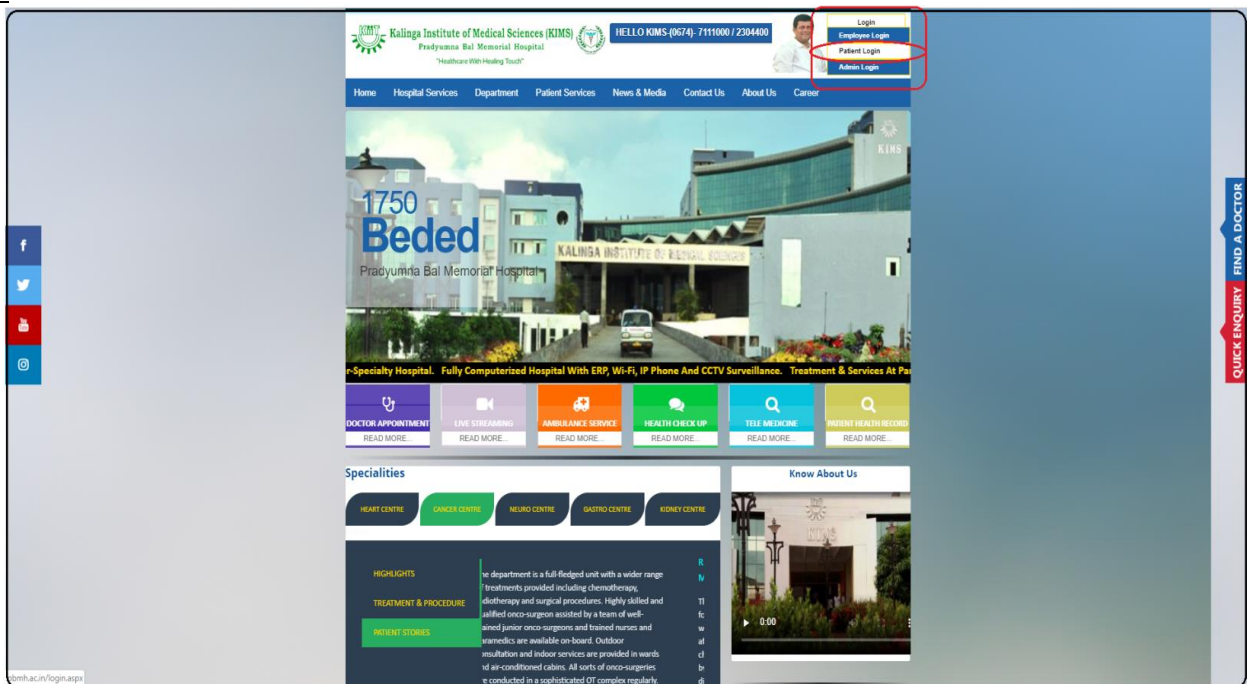 Login
Kalinga Institute of Medical Sciences (KIMS)
HELLO KIMS-(0674)- 7111000 / 2304400
Employee Login
Pradyumna Bal Memorial Hospital
Patient Login
"Healthcare With Healing Touch"
Admin Login
Home Hospital Services Department Patient Services News & Media Contact Us About Us Career
KIMS
1750
Beded
Pradyumna Bal Memorial Hospital
KALINGA INSTITUTE OF MEDICAL SCIENCES
FIND A DOCTOR
QUICK ENQUIRY
r-Specialty Hospital. Fully Computerized Hospital With ERP, Wi-Fi, IP Phone And CCTV Surveillance. Treatment & Services At Par
DOCTOR APPOINTMENT LIVE STREAMING AMBULANCE SERVICE HEALTH CHECK UP TELE MEDICINE PATIENT HEALTH RECORD
READ MORE... READ MORE... READ MORE... READ MORE... READ MORE... READ MORE...
Specialities
Know About Us
HEART CENTRE CANCER CENTRE NEURO CENTRE GASTRO CENTRE KIDNEY CENTRE
HIGHLIGHTS
TREATMENT & PROCEDURE
PATIENT STORIES
he department is a full-fledged unit with a wider range
f treatments provided including chemotherapy,
diotherapy and surgical procedures. Highly skilled and
ualified onco-surgeon assisted by a team of well-
ained junior onco-surgeons and trained nurses and
aramedics are available on-board. Outdoor
onsultation and indoor services are provided in wards
nd air-conditioned cabins. All sorts of onco-surgeries
re conducted in a sophisticated OT complex regularly.
0:00
pbmh.ac.in/login.aspx